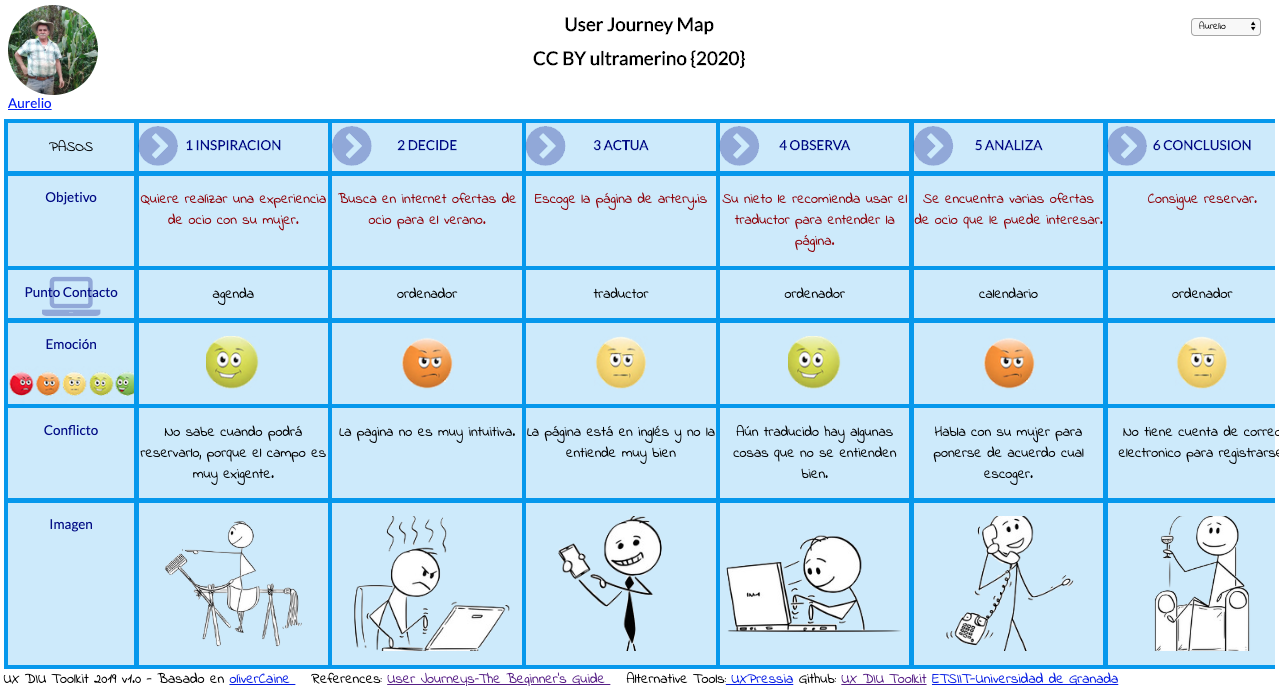 User Journey Map
CC BY ultramerino {2020}
Aurelio
Aurelio
PASOS
1 INSPIRACION
2 DECIDE
3 ACTUA
4 OBSERVA
5 ANALIZA
6 CONCLUSION
Objetivo
Quiere realizar una experiencia
de ocio con su mujer.
Busca en internet ofertas de
ocio para el verano.
Escoge la página de artery.is
Su nieto le recomienda usar el
traductor para entender la
página.
Se encuentra varias ofertas
de ocio que le puede interesar.
Consigue reservar.
Punto Contacto
agenda
ordenador
traductor
ordenador
calendario
ordenador
Emoción
Conflicto
No sabe cuando podrá
reservarlo, porque el campo es
muy exigente.
La pagina no es muy intuitiva.
La página está en inglés y no la
entiende muy bien
Aún traducido hay algunas
cosas que no se entienden
bien.
Habla con su mujer para
ponerse de acuerdo cual
escoger.
No tiene cuenta de correo
electronico para registrarse
Imagen
UX DIU Toolkit 2019 v1.0 - Basado en oliverCaine References: User Journeys-The Beginner's Guide Alternative Tools: UXPressia Github: UX DIU Toolkit ETSIIT-Universidad de Granada